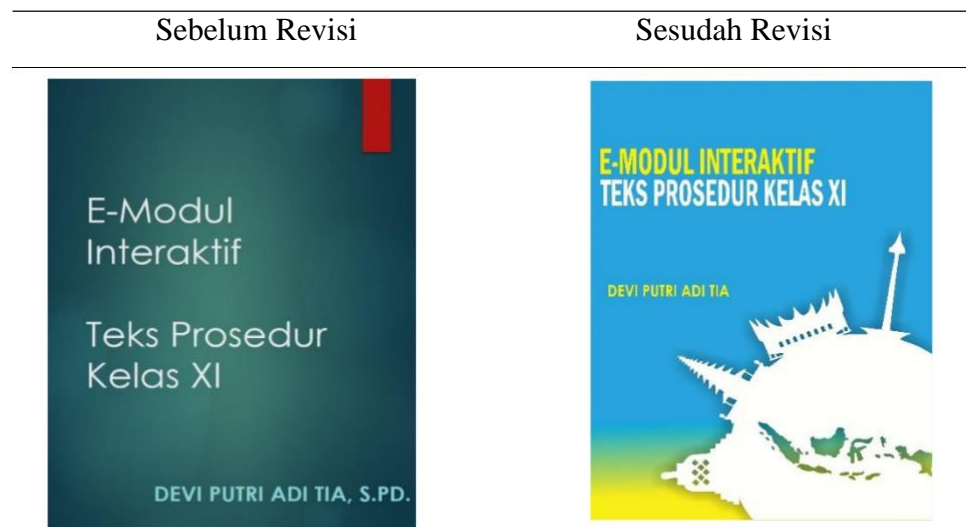 Sebelum Revisi
Sesudah Revisi
E-Modul
Interaktif
Teks Prosedur
Kelas XI
DEVI PUTRI ADI TIA, S.PD.
E-MODUL INTERAKTIF
TEKS PROSEDUR KELAS XI
DEVI PUTRI ADI TIA